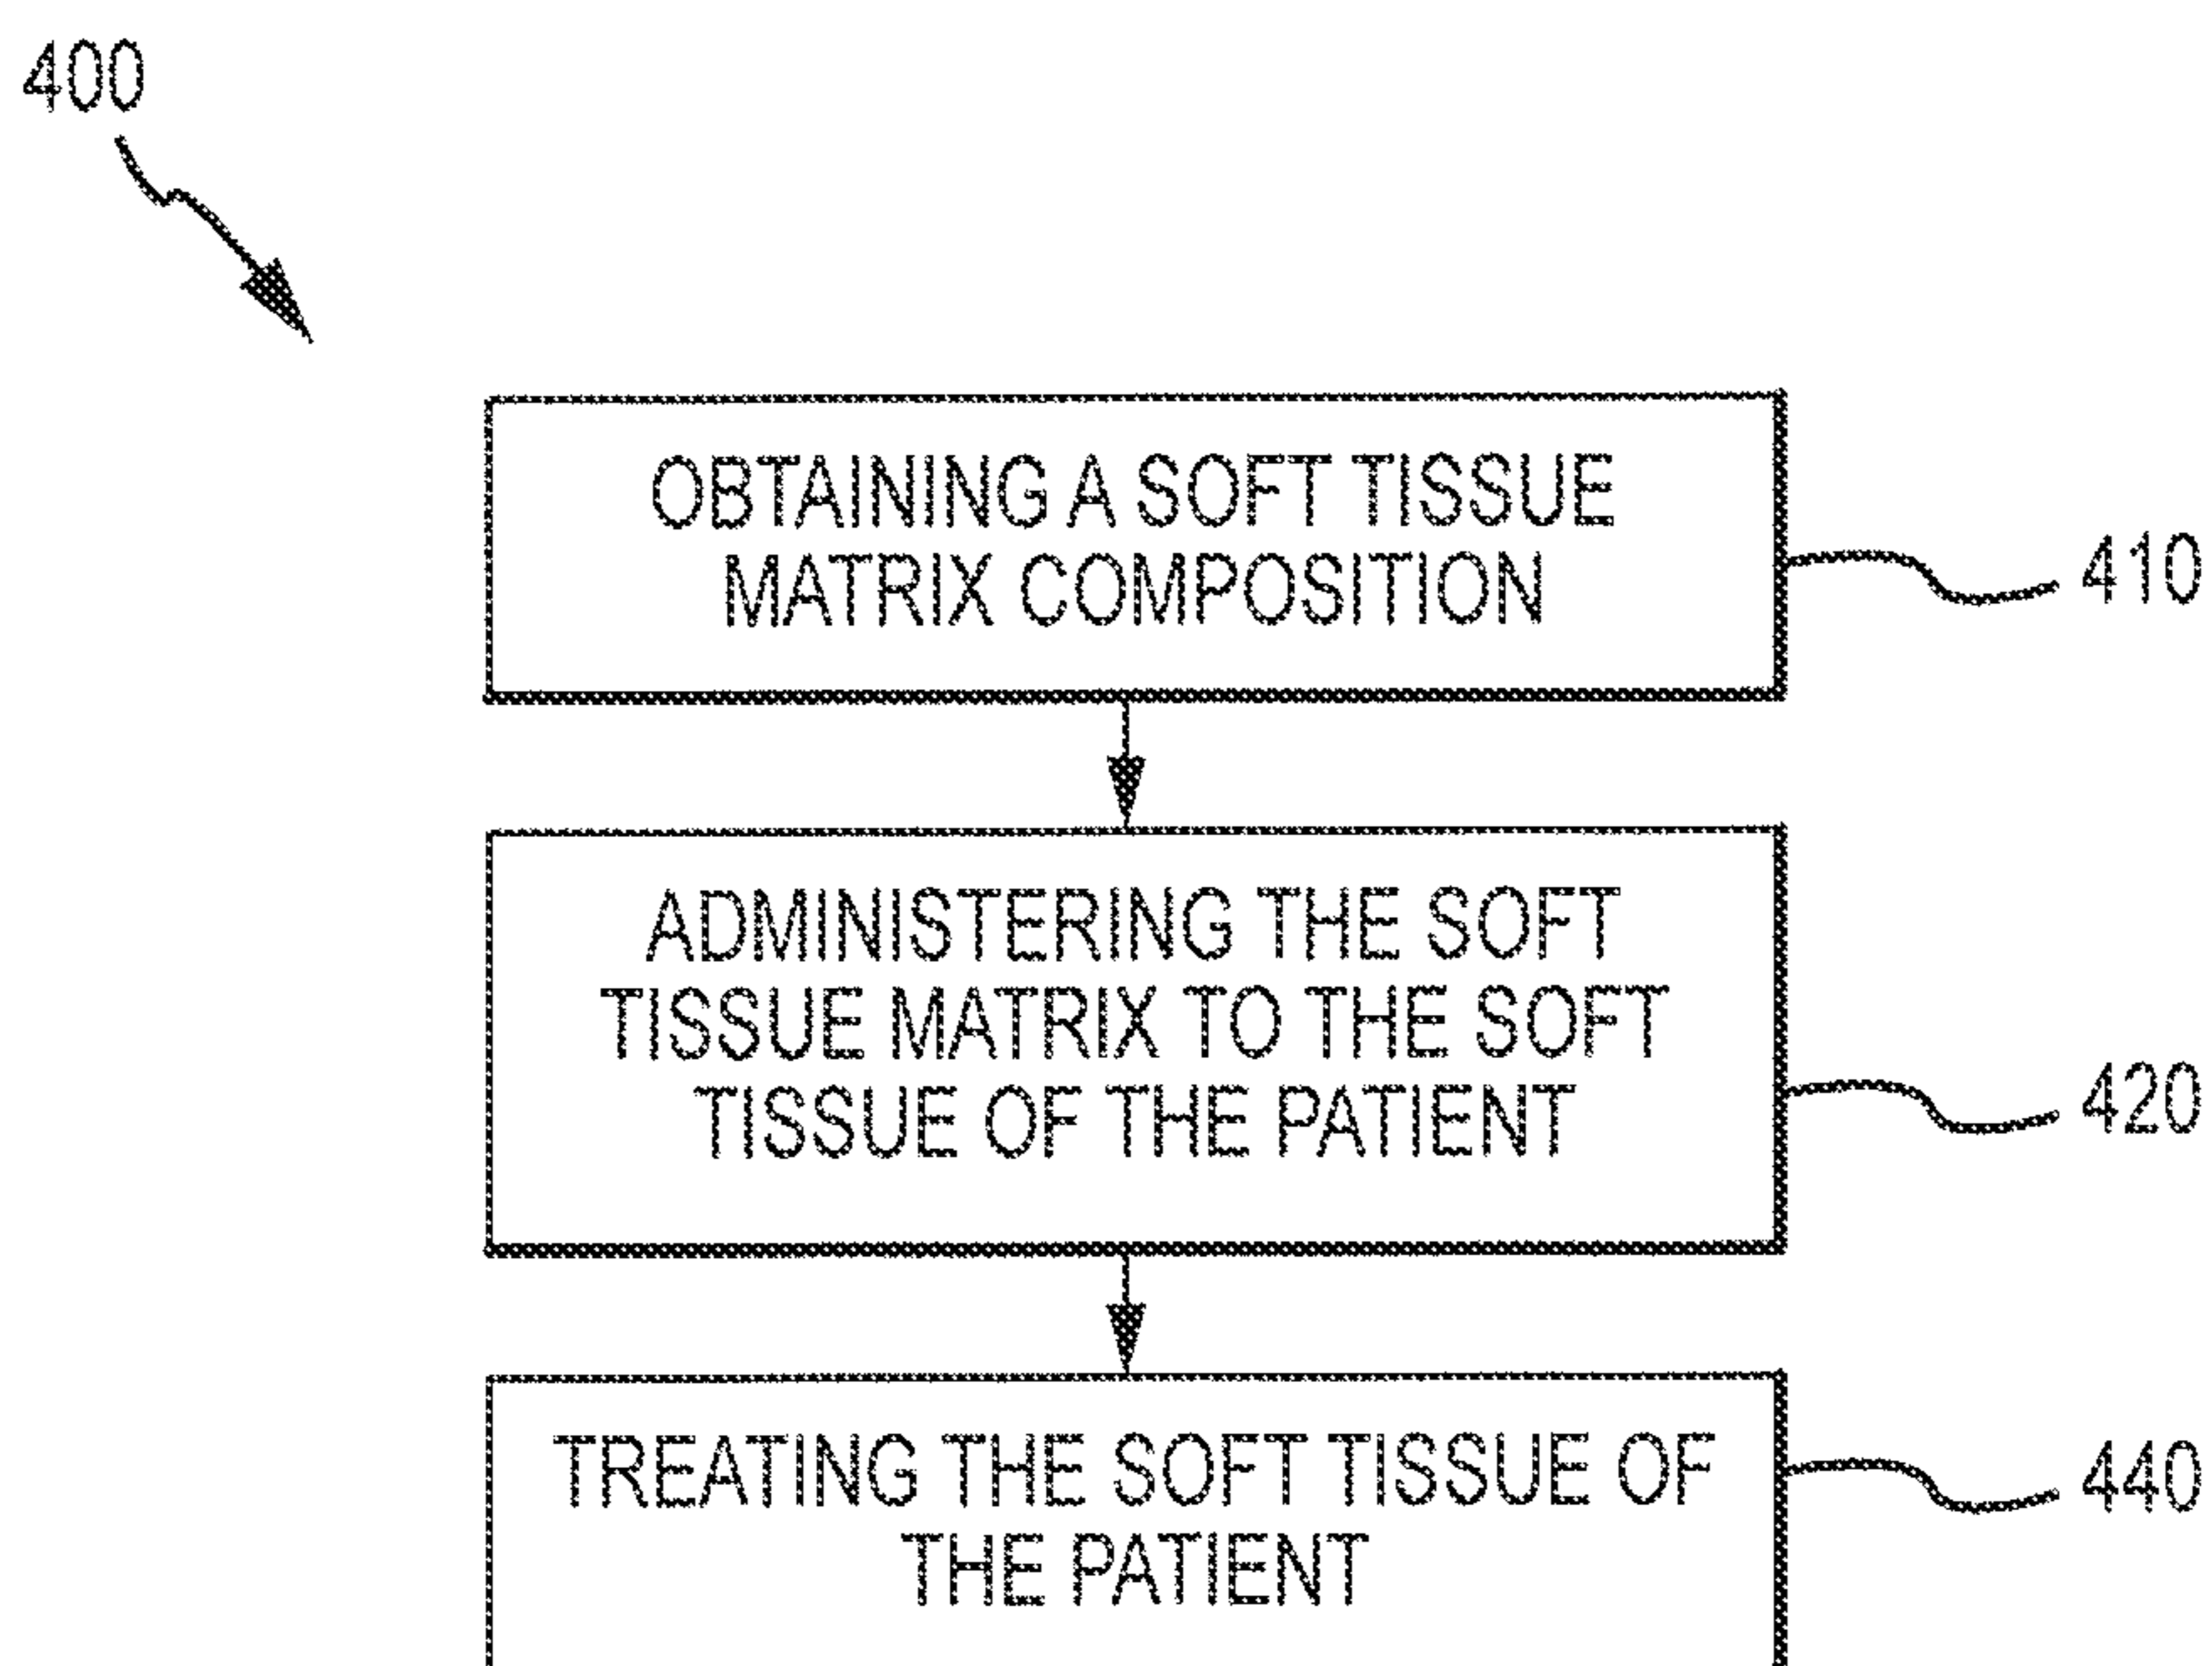 400
OBTAINING A SOFT TISSUE
MATRIX COMPOSITION
410
ADMINISTERING THE SOFT
TISSUE MATRIX TO THE SOFT
TISSUE OF THE PATIENT
420
TREATING THE SOFT TISSUE OF
THE PATIENT
440